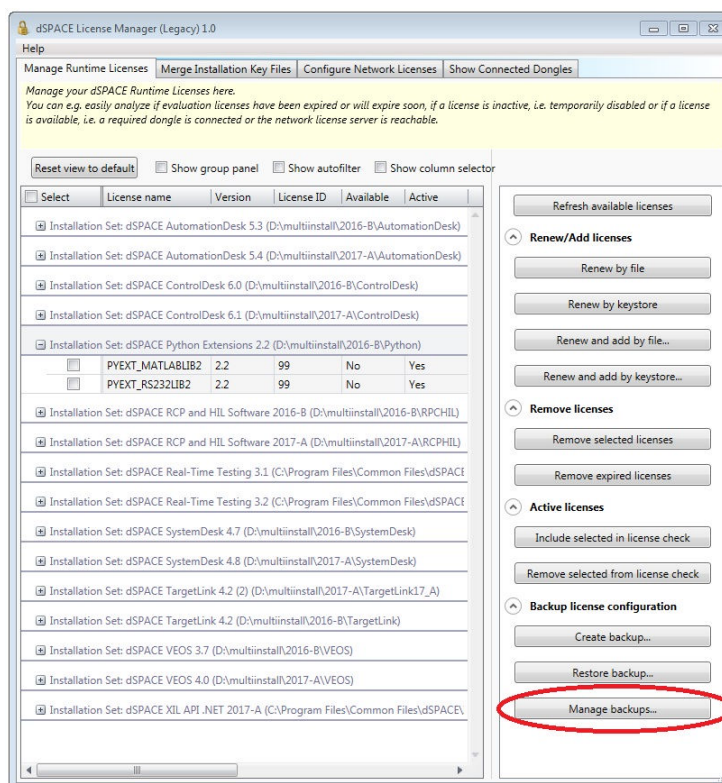 dSPACE License Manager (Legacy) 1.0
Help
Manage Runtime Licenses Merge Installation Key Files Configure Network Licenses Show Connected Dongles
Manage your dSPACE Runtime Licenses here.
You can e.g. easily analyze if evaluation licenses have been expired or will expire soon, if a license is inactive, i.e. temporarily disabled or if a license
is available, i.e. a required dongle is connected or the network license server is reachable.
Reset view to default Show group panel Show autofilter Show column selector
Select License name Version License ID Available Active
Installation Set: dSPACE AutomationDesk 5.3 (D:\multiinstall\2016-B\AutomationDesk)
Installation Set: dSPACE AutomationDesk 5.4 (D:\multiinstall\2017-A\AutomationDesk)
Installation Set: dSPACE ControlDesk 6.0 (D:\multiinstall\2016-B\ControlDesk)
Installation Set: dSPACE ControlDesk 6.1 (D:\multiinstall\2017-A\ControlDesk)
Installation Set: dSPACE Python Extensions 2.2 (D:\multiinstall\2016-B\Python)
PYEXT_MATLABLIB2 2.2 99 No Yes
PYEXT_RS232LIB2 2.2 99 No Yes
Installation Set: dSPACE RCP and HIL Software 2016-B (D:\multiinstall\2016-B\RPCHIL)
Installation Set: dSPACE RCP and HIL Software 2017-A (D:\multiinstall\2017-A\RCPHIL)
Installation Set: dSPACE Real-Time Testing 3.1 (C:\Program Files\Common Files\dSPACE
Installation Set: dSPACE Real-Time Testing 3.2 (C:\Program Files\Common Files\dSPACE
Installation Set: dSPACE SystemDesk 4.7 (D:\multiinstall\2016-B\SystemDesk)
Installation Set: dSPACE SystemDesk 4.8 (D:\multiinstall\2017-A\SystemDesk)
Installation Set: dSPACE TargetLink 4.2 (2) (D:\multiinstall\2017-A\TargetLink17_A)
Installation Set: dSPACE TargetLink 4.2 (D:\multiinstall\2016-B\TargetLink)
Installation Set: dSPACE VEOS 3.7 (D:\multiinstall\2016-B\VEOS)
Installation Set: dSPACE VEOS 4.0 (D:\multiinstall\2017-A\VEOS)
Installation Set: dSPACE XIL API .NET 2017-A (C:\Program Files\Common Files\dSPACE\
Refresh available licenses
Renew/Add licenses
Renew by file
Renew by keystore
Renew and add by file...
Renew and add by keystore...
Remove licenses
Remove selected licenses
Remove expired licenses
Active licenses
Include selected in license check
Remove selected from license check
Backup license configuration
Create backup...
Restore backup...
Manage backups...